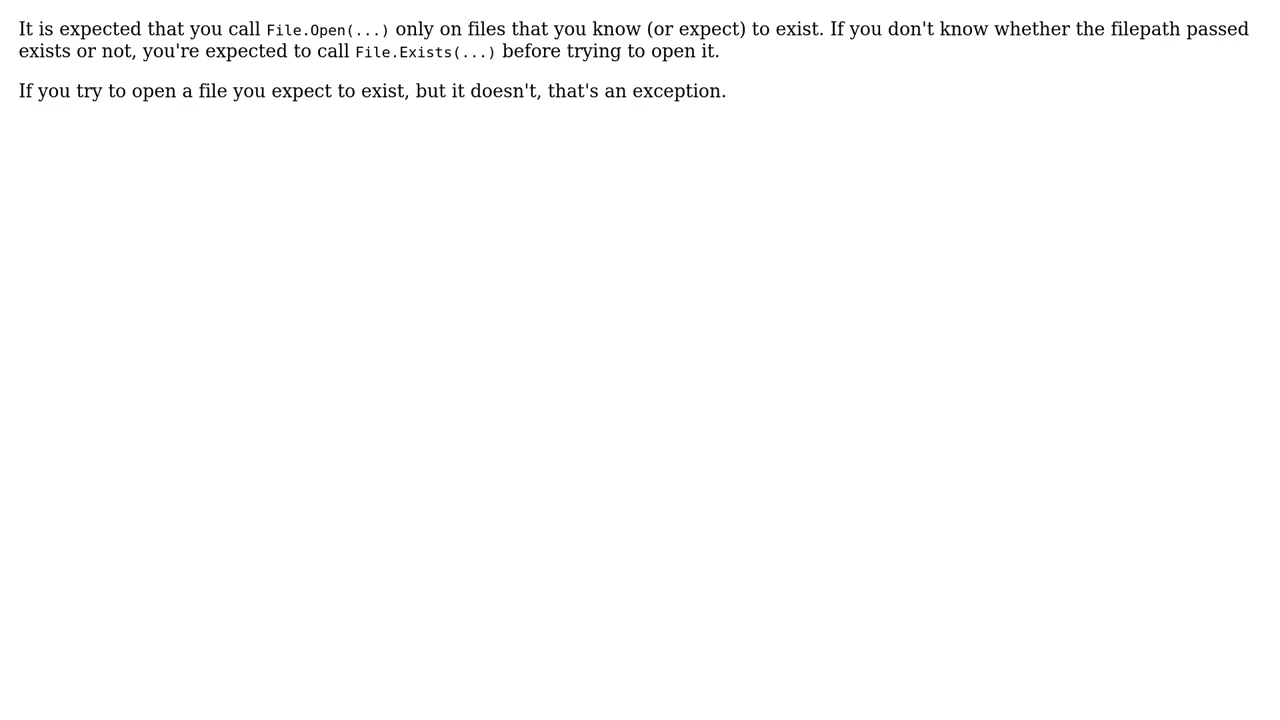 It is expected that you call File.Open(...) only on files that you know (or expect) to exist. If you don't know whether the filepath passed
exists or not, you're expected to call File.Exists(...) before trying to open it.
If you try to open a file you expect to exist, but it doesn't, that's an exception.